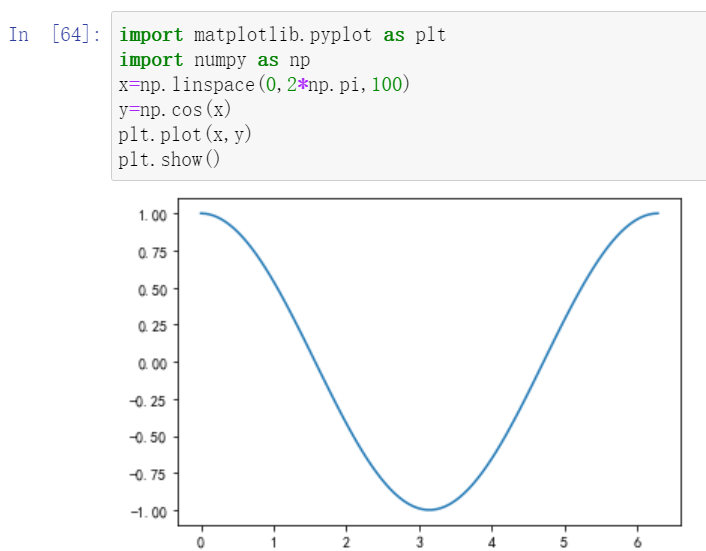 In [64]: import matplotlib.pyplot as plt
import numpy as np
x=np.linspace(0,2*np.pi,100)
y=np.cos(x)
plt.plot(x,y)
plt.show()
1.00
0.75
0.50
0.25
0.00
-0.25
-0.50
-0.75
-1.00
0 1 2 3 4 5 6